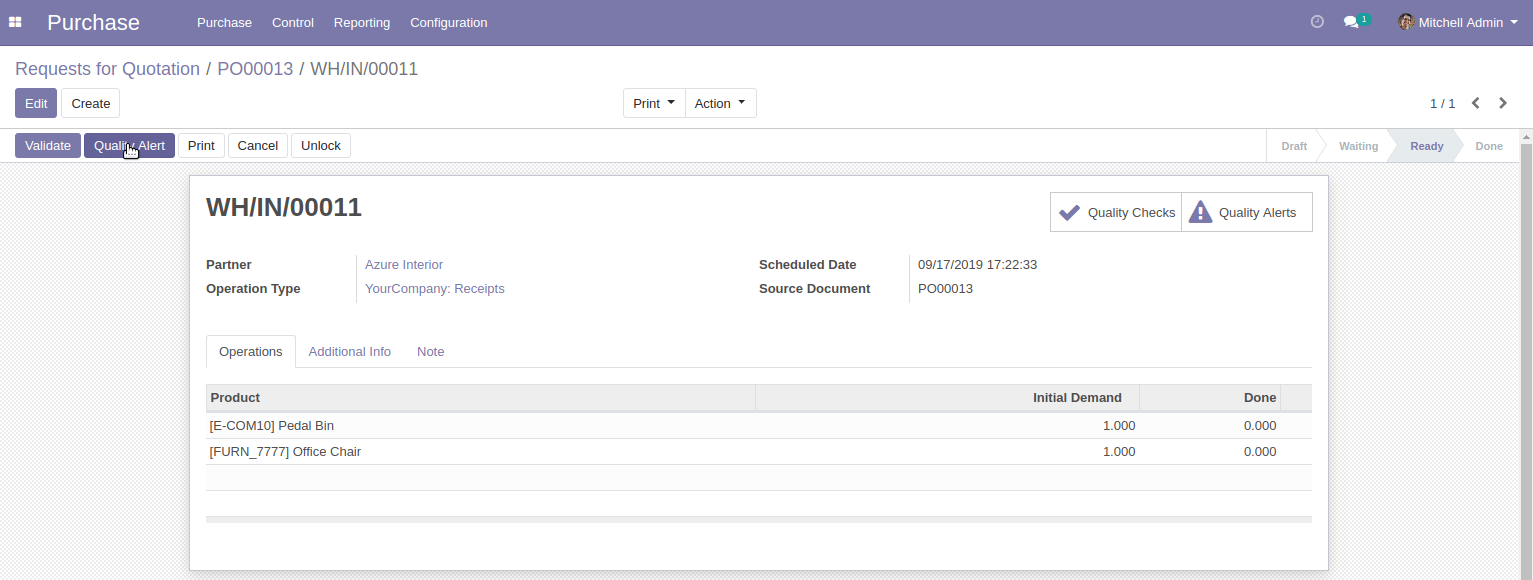 Purchase Purchase Control Reporting Configuration 1 Mitchell Admin
Requests for Quotation / PO00013 / WH/IN/00011
Edit Create Print Action 1 / 1
Validate Quality Alert Print Cancel Unlock Draft Waiting Ready Done
WH/IN/00011 Quality Checks Quality Alerts
Partner Azure Interior Scheduled Date 09/17/2019 17:22:33
Operation Type YourCompany: Receipts Source Document PO00013
Operations Additional Info Note
Product Initial Demand Done
[E-COM10] Pedal Bin 1.000 0.000
[FURN_7777] Office Chair 1.000 0.000